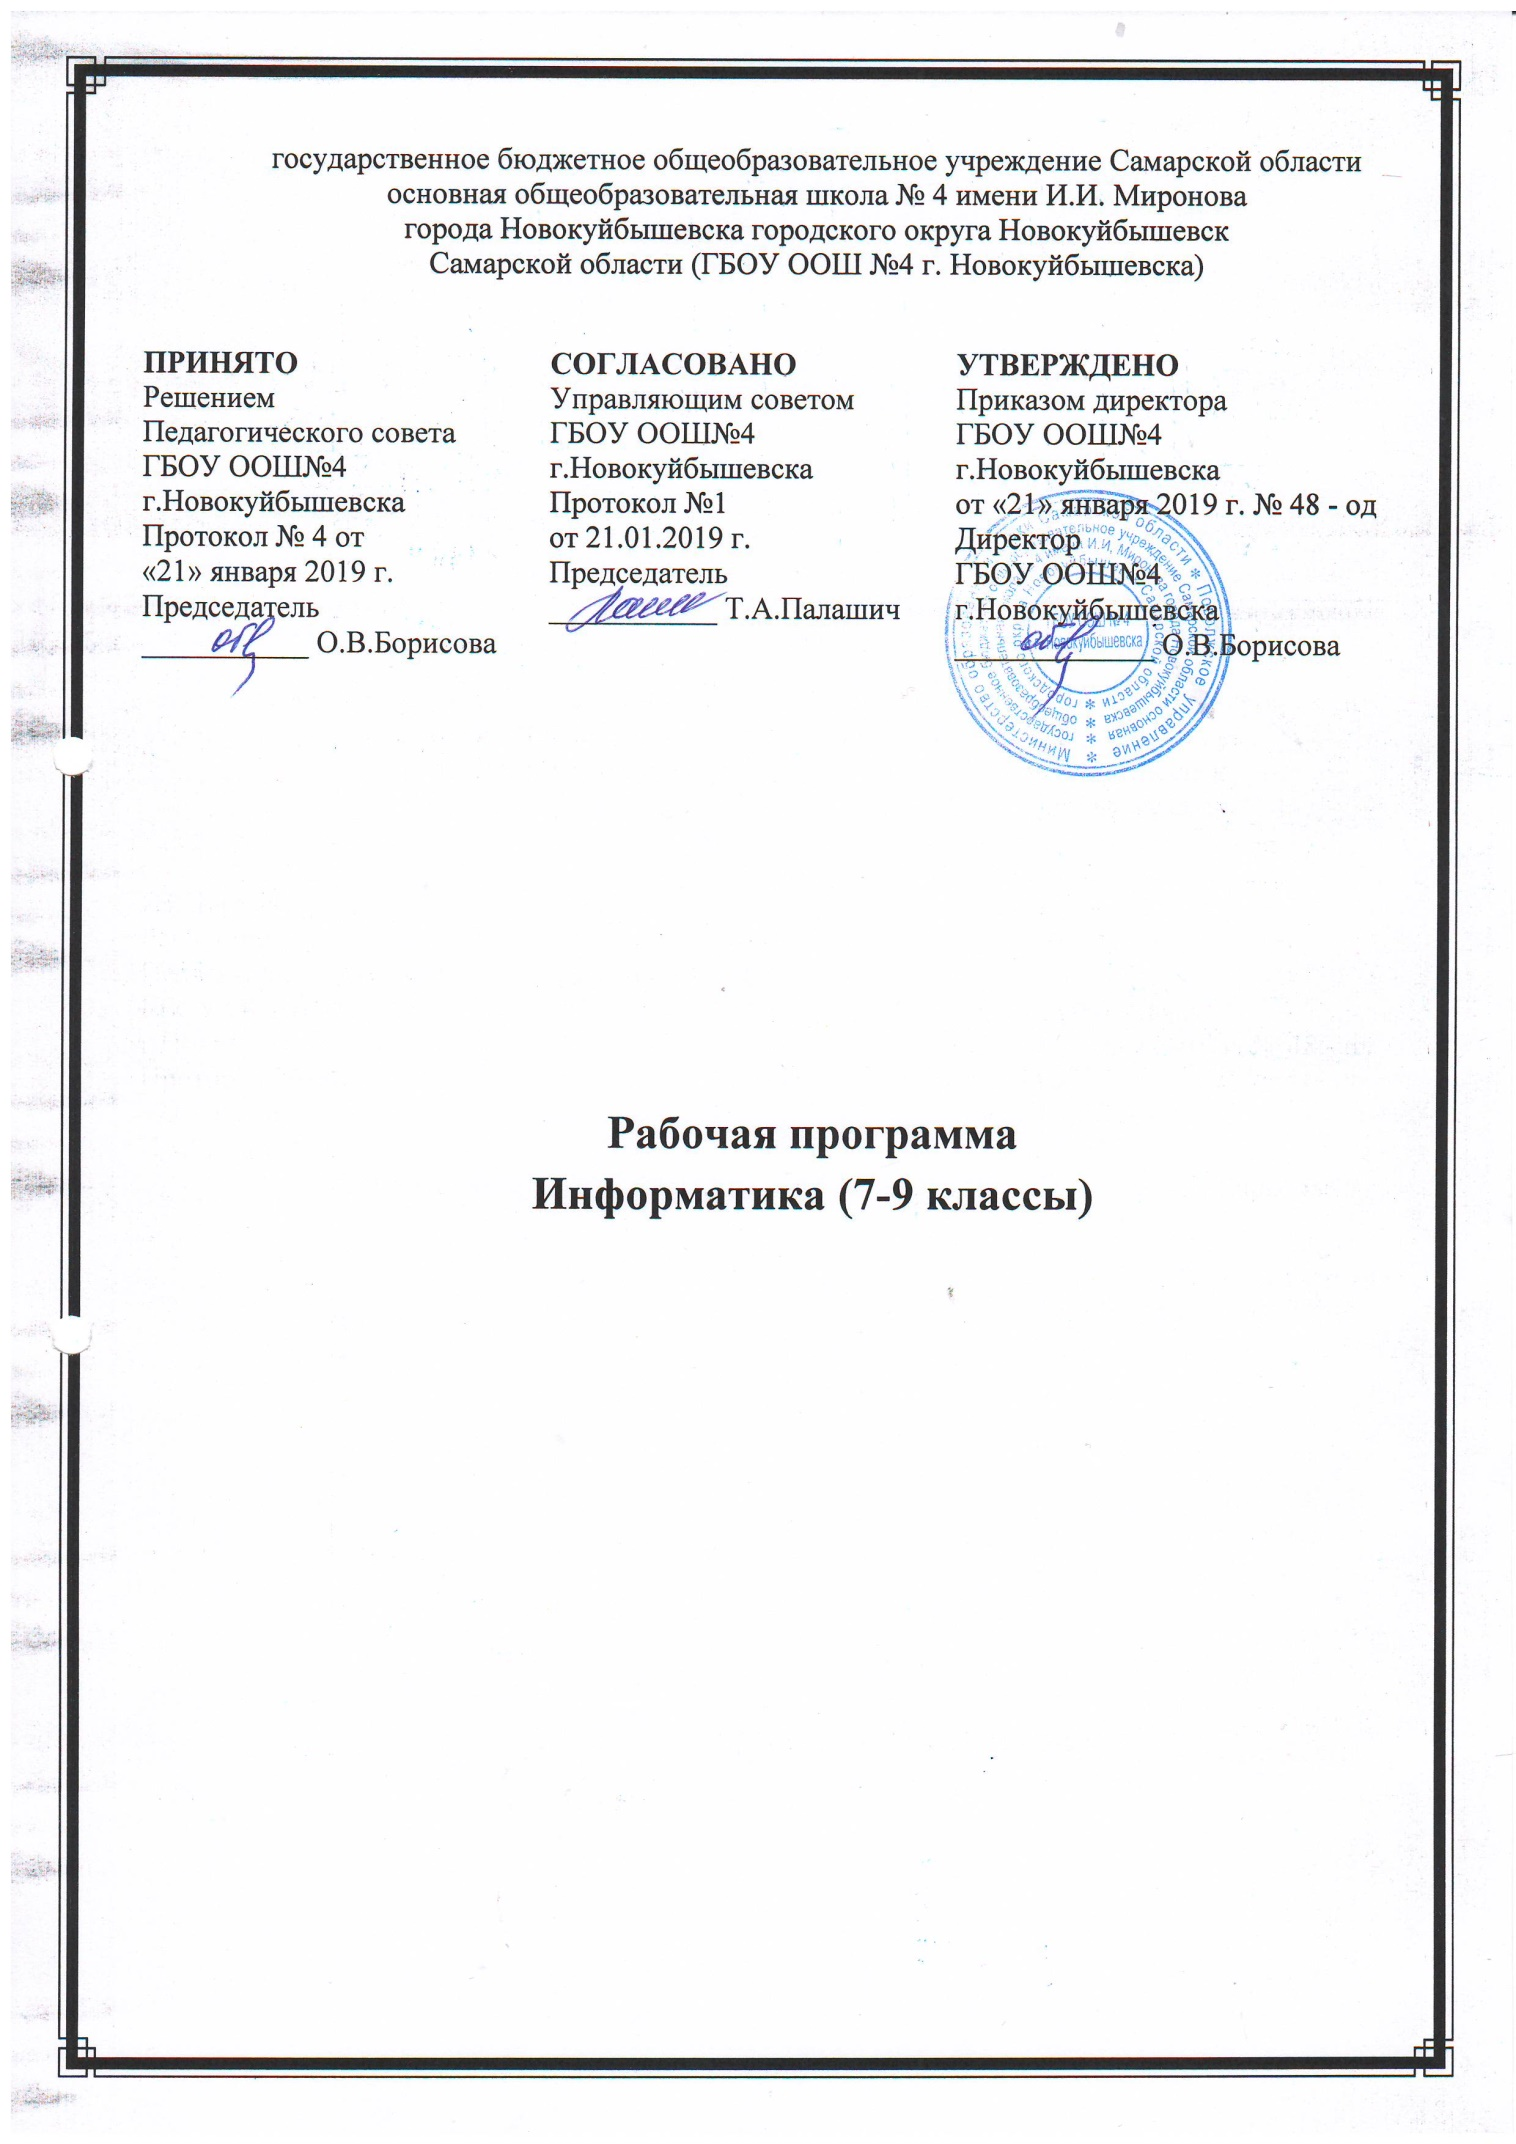 государственное бюджетное общеобразовательное учреждение Самарской области
основная общеобразовательная школа № 4 имени И.И. Миронова
города Новокуйбышевска городского округа Новокуйбышевск
Самарской области (ГБОУ ООШ №4 г. Новокуйбышевска)
ПРИНЯТО
Решением
Педагогического совета
ГБОУ ООШ№4
г.Новокуйбышевска
Протокол № 4 от
«21» января 2019 г.
Председатель
____________ О.В.Борисова
СОГЛАСОВАНО
Управляющим советом
ГБОУ ООШ№4
г.Новокуйбышевска
Протокол №1
от 21.01.2019 г.
Председатель
____________ Т.А.Палашич
УТВЕРЖДЕНО
Приказом директора
ГБОУ ООШ№4
г.Новокуйбышевска
от «21» января 2019 г. № 48 - од
Директор
ГБОУ ООШ№4
г.Новокуйбышевска
______________ О.В.Борисова
Рабочая программа
Информатика (7-9 классы)